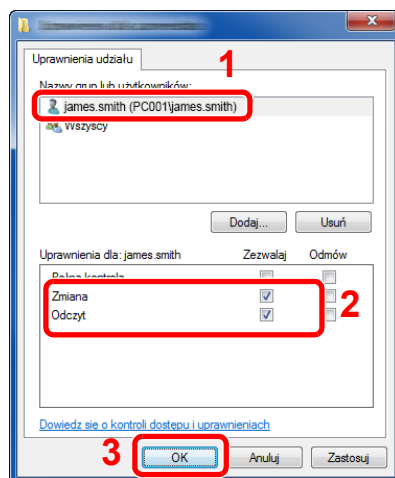 Uprawnienia udziału
1
Nazwy grup lub użytkowników:
james.smith (PC001\james.smith)
Wszyscy
Dodaj...
Usuń
Uprawnienia dla: james.smith
Zezwalaj
Odmów
Pełna kontrola
Zmiana
Odczyt
2
Dowiedz się o kontroli dostępu i uprawnieniach
3
OK
Anuluj
Zastosuj